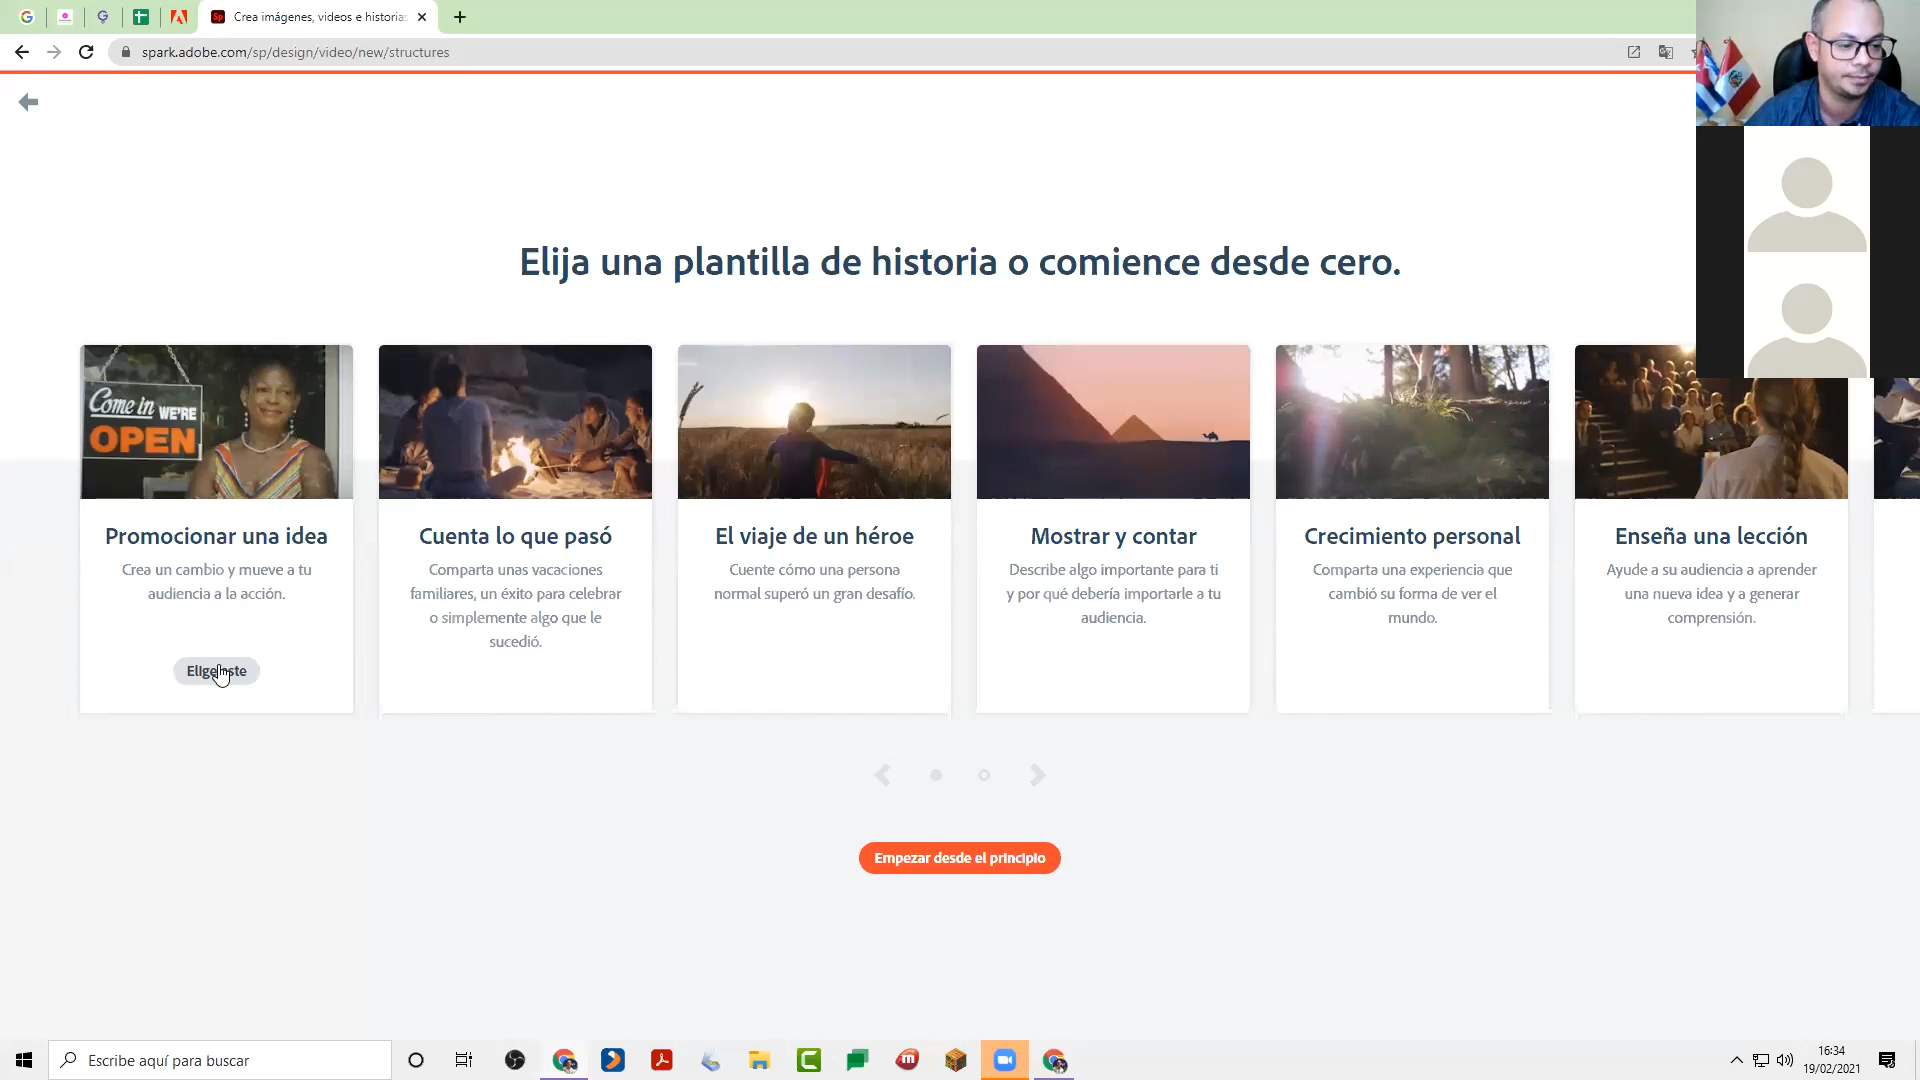 Crea imágenes, videos e historias
spark.adobe.com/sp/design/video/new/structures
Elija una plantilla de historia o comience desde cero.
Come in WE'RE
OPEN
Promocionar una idea
Crea un cambio y mueve a tu
audiencia a la acción.
Cuenta lo que pasó
Comparta unas vacaciones
familiares, un éxito para celebrar
o simplemente algo que le
sucedió.
El viaje de un héroe
Cuente cómo una persona
normal superó un gran desafío.
Mostrar y contar
Describe algo importante para ti
y por qué debería importarle a tu
audiencia.
Crecimiento personal
Comparta una experiencia que
cambió su forma de ver el
mundo.
Enseña una lección
Ayude a su audiencia a aprender
una nueva idea y a generar
comprensión.
Empezar desde el principio
Escribe aquí para buscar
16:34
19/02/2021